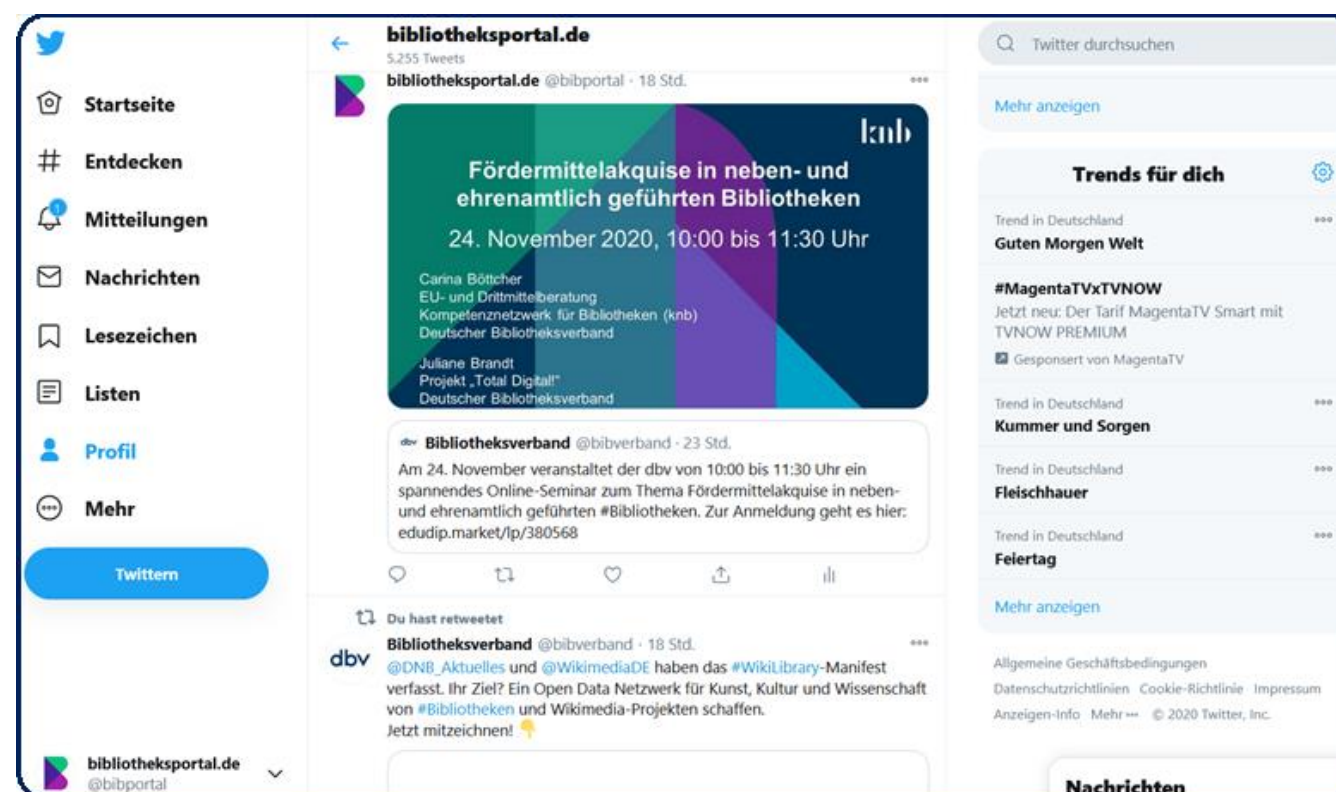 Startseite
Entdecken
1
Mitteilungen
Nachrichten
Lesezeichen
Listen
Profil
Mehr
Twittern
bibliotheksportal.de
@bibportal
bibliotheksportal.de
5.255 Tweets
bibliotheksportal.de @bibportal · 18 Std.
knb
Fördermittelakquise in neben- und
ehrenamtlich geführten Bibliotheken
24. November 2020, 10:00 bis 11:30 Uhr
Carina Böttcher
EU- und Drittmittelberatung
Kompetenznetzwerk für Bibliotheken (knb)
Deutscher Bibliotheksverband
Juliane Brandt
Projekt „Total Digital!“
Deutscher Bibliotheksverband
dbv Bibliotheksverband @bibverband · 23 Std.
Am 24. November veranstaltet der dbv von 10:00 bis 11:30 Uhr ein
spannendes Online-Seminar zum Thema Fördermittelakquise in neben-
und ehrenamtlich geführten #Bibliotheken. Zur Anmeldung geht es hier:
edudip.market/lp/380568
Du hast retweetet
dbv
Bibliotheksverband @bibverband · 18 Std.
@DNB_Aktuelles und @WikimediaDE haben das #WikiLibrary-Manifest
verfasst. Ihr Ziel? Ein Open Data Netzwerk für Kunst, Kultur und Wissenschaft
von #Bibliotheken und Wikimedia-Projekten schaffen.
Jetzt mitzeichnen! 👇
Twitter durchsuchen
Mehr anzeigen
Trends für dich
Trend in Deutschland
Guten Morgen Welt
#MagentaTVxTVNOW
Jetzt neu: Der Tarif MagentaTV Smart mit
TVNOW PREMIUM
Gesponsert von MagentaTV
Trend in Deutschland
Kummer und Sorgen
Trend in Deutschland
Fleischhauer
Trend in Deutschland
Feiertag
Mehr anzeigen
Allgemeine Geschäftsbedingungen
Datenschutzrichtlinien Cookie-Richtlinie Impressum
Anzeigen-Info Mehr ••• © 2020 Twitter, Inc.
Nachrichten